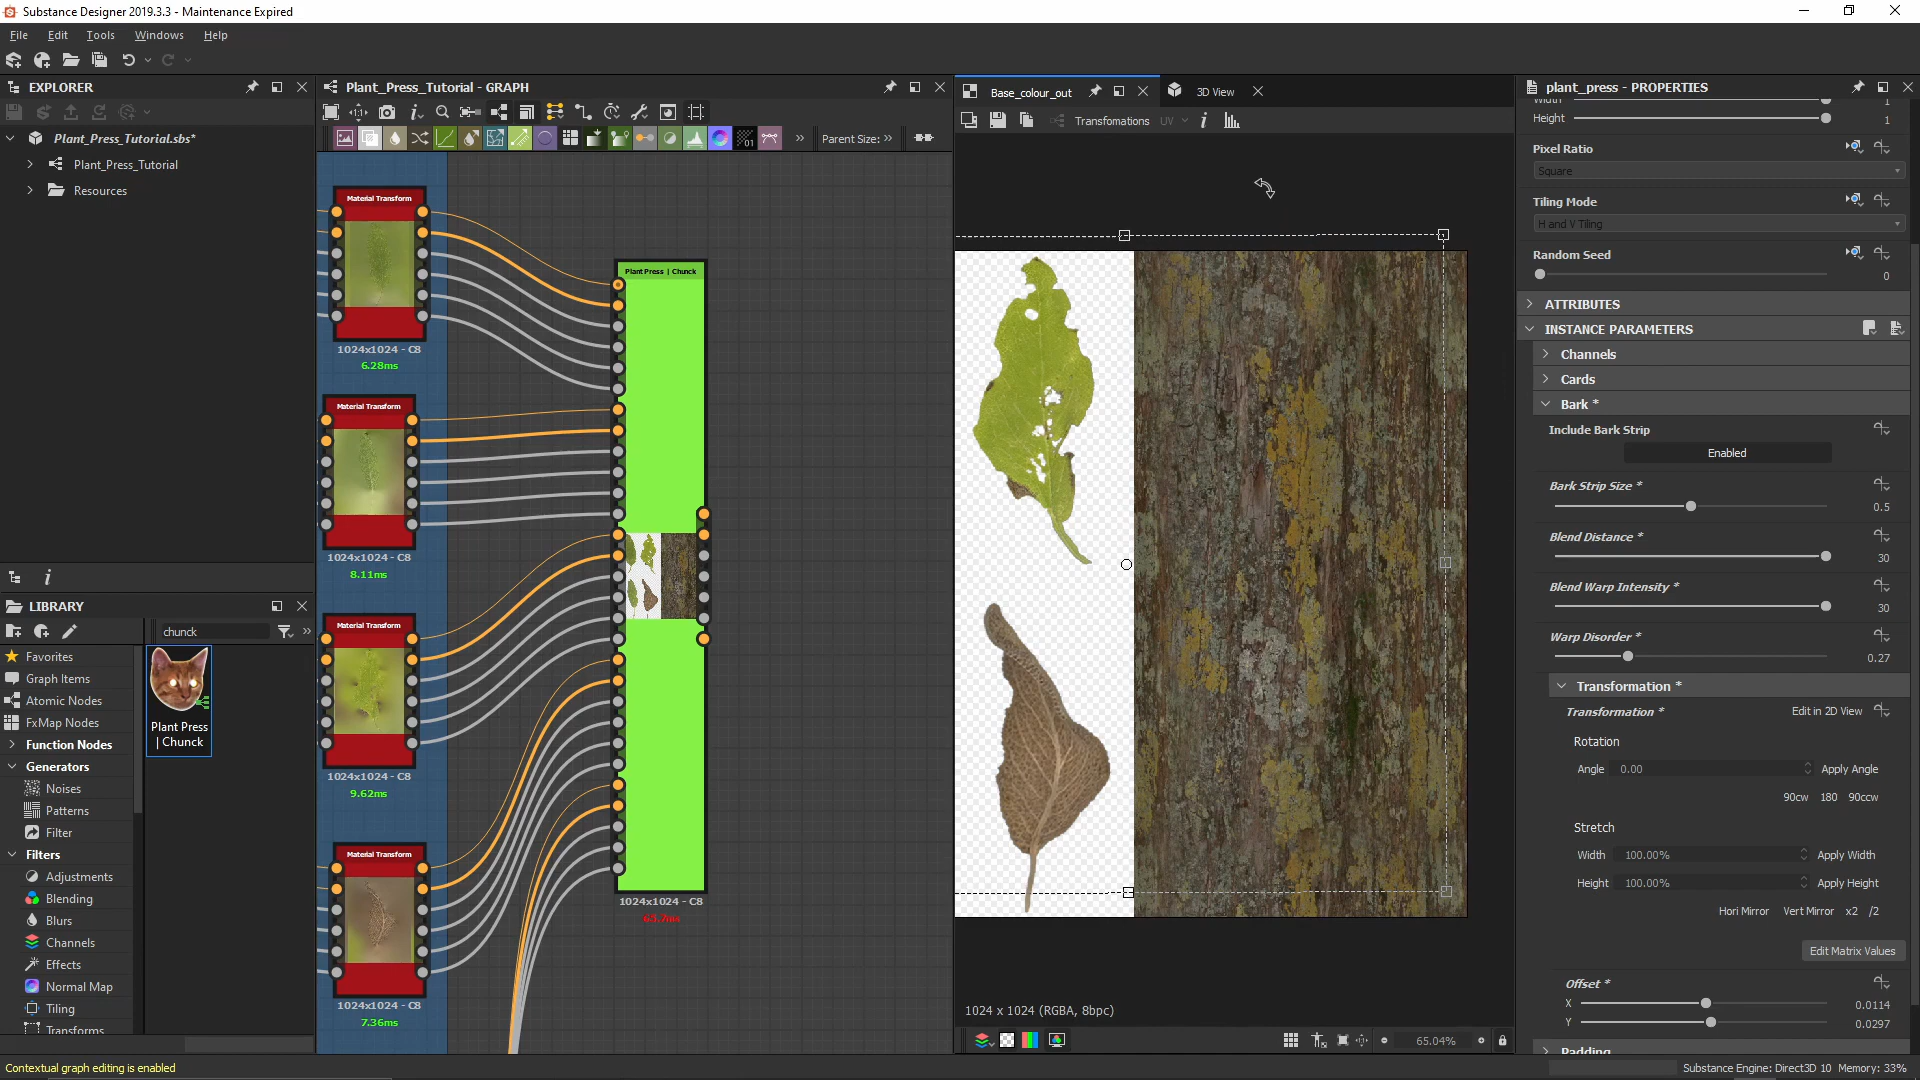 Substance Designer 2019.3.3 - Maintenance Expired
File Edit Tools Windows Help
EXPLORER
Plant_Press_Tutorial.sbs*
Plant_Press_Tutorial
Resources
LIBRARY
chunck
Favorites
Graph Items
Atomic Nodes
FxMap Nodes
Function Nodes
Generators
Noises
Patterns
Filter
Filters
Adjustments
Blending
Blurs
Channels
Effects
Normal Map
Tiling
Transforms
Plant Press
| Chunck
Contextual graph editing is enabled
Plant_Press_Tutorial - GRAPH
Parent Size:
Material Transform
1024x1024 - C8
6.28ms
Material Transform
1024x1024 - C8
8.11ms
Material Transform
1024x1024 - C8
9.62ms
Material Transform
1024x1024 - C8
7.36ms
Plant Press | Chunck
1024x1024 - C8
Base_colour_out
3D View
Transfomations UV
1024 x 1024 (RGBA, 8bpc)
65.04%
plant_press - PROPERTIES
Width 1
Height 1
Pixel Ratio
Square
Tiling Mode
H and V Tiling
Random Seed
0
ATTRIBUTES
INSTANCE PARAMETERS
Channels
Cards
Bark *
Include Bark Strip
Enabled
Bark Strip Size *
0.5
Blend Distance *
30
Blend Warp Intensity *
30
Warp Disorder *
0.27
Transformation *
Transformation * Edit in 2D View
Rotation
Angle 0.00 Apply Angle
90cw 180 90ccw
Stretch
Width 100.00% Apply Width
Height 100.00% Apply Height
Hori Mirror Vert Mirror x2 /2
Edit Matrix Values
Offset *
X 0.0114
Y 0.0297
Padding
Substance Engine: Direct3D 10 Memory: 33%